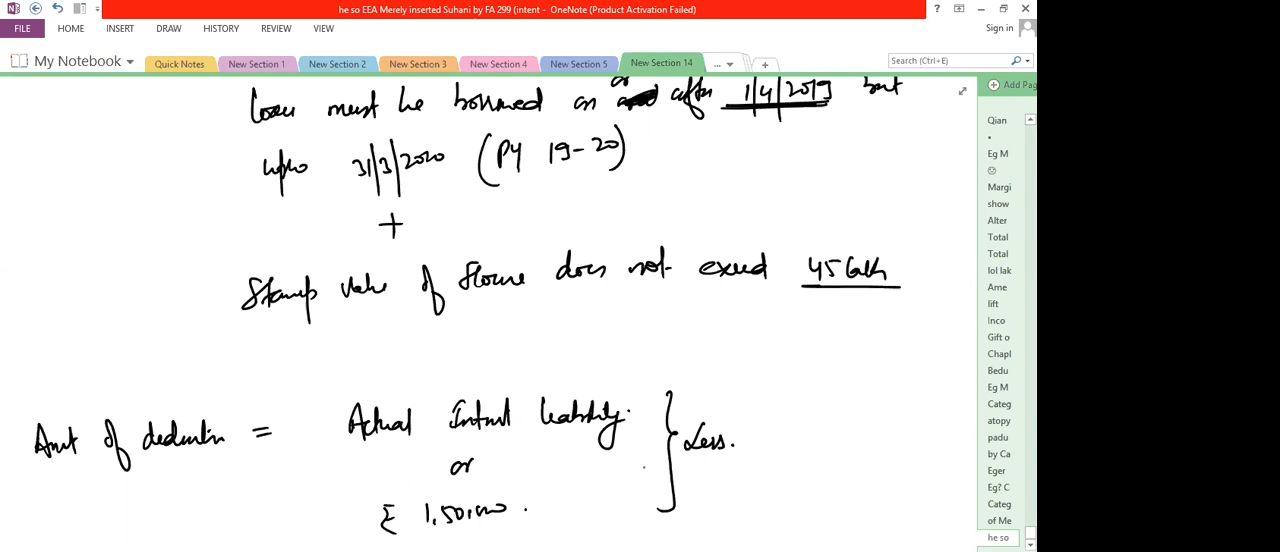 he so EEA Merely inserted Suhani by FA 299 (intent - OneNote (Product Activation Failed)
FILE HOME INSERT DRAW HISTORY REVIEW VIEW Sign in
My Notebook Quick Notes New Section 1 New Section 2 New Section 3 New Section 4 New Section 5 New Section 14 ... + Search (Ctrl+E)
Add Pag
Loan must be borrowed on or after 1/4/2019 but
upto 31/3/2020 (PY 19-20)
+
Stamp value of House does not exceed 45 Lakh
Amt of deduction = Actual Interest liability.
or
₹ 1,50,000.
Less.
Qian
•
Eg M
☺
Margi
show
Alter
Total
Total
lol lak
Ame
lift
Inco
Gift o
Chapl
Bedu
Eg M
Categ
atopy
padu
by Ca
Eger
Eg? C
Categ
of Me
he so